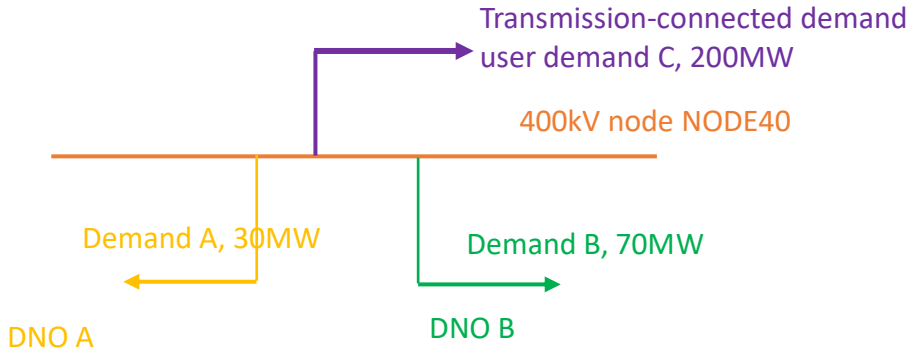 Transmission-connected demand
user demand C, 200MW
400kV node NODE40
Demand A, 30MW
Demand B, 70MW
DNO A
DNO B